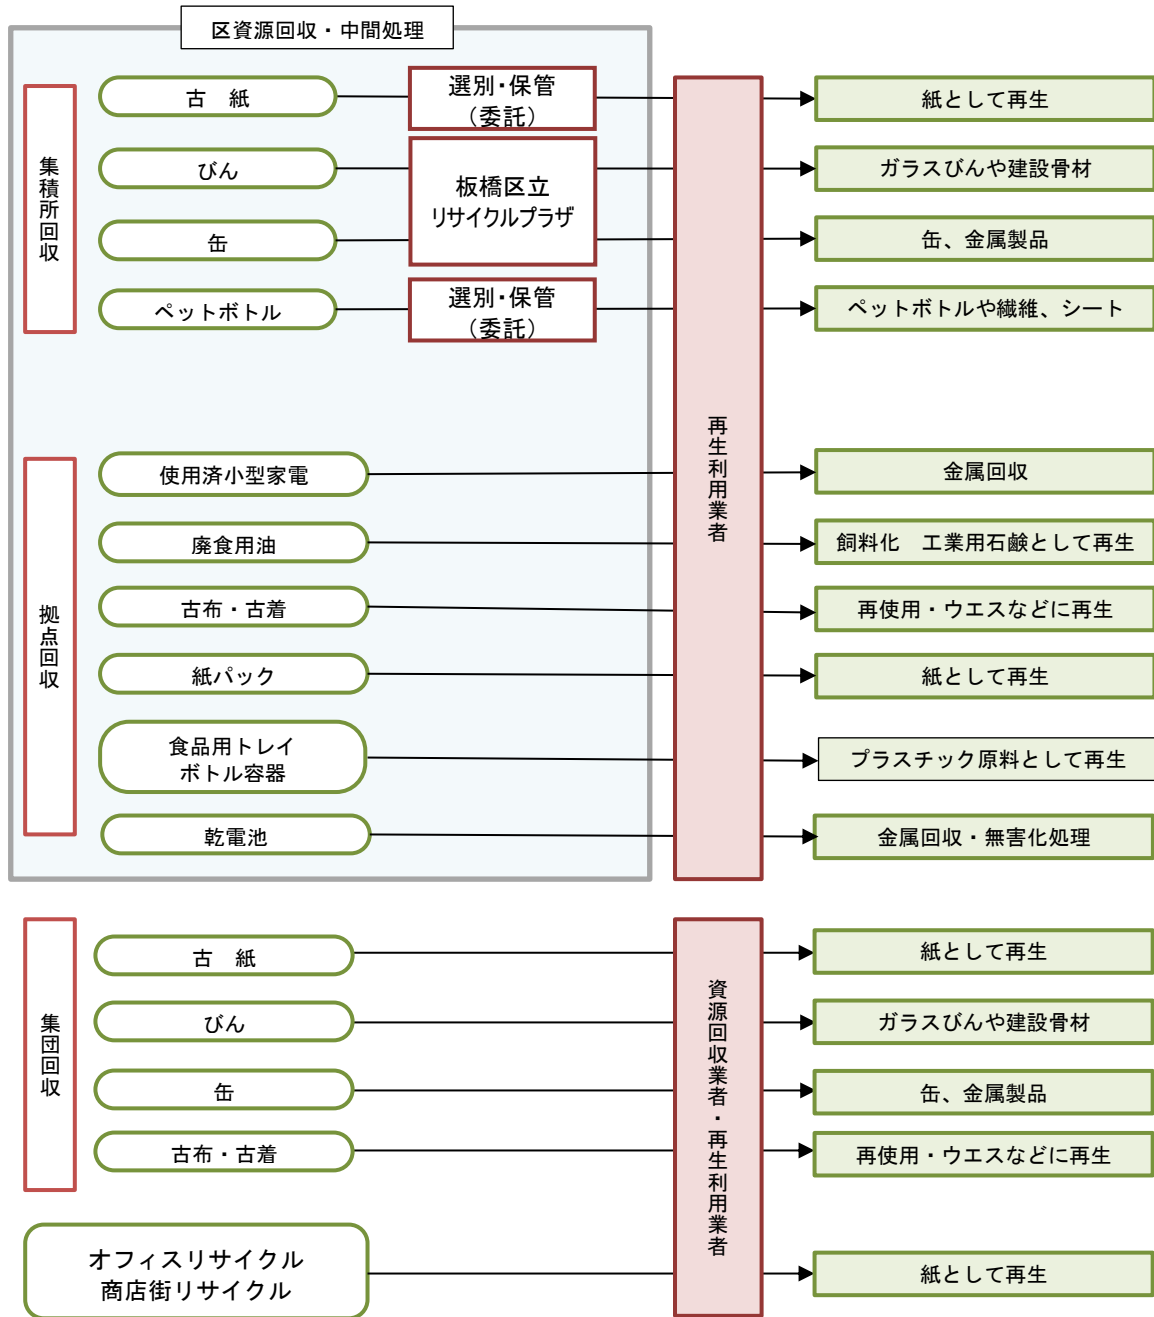 区資源回収・中間処理
集積所回収
古　紙
選別・保管
（委託）
紙として再生
びん
板橋区立
リサイクルプラザ
ガラスびんや建設骨材
缶
缶、金属製品
ペットボトル
選別・保管
（委託）
ペットボトルや繊維、シート
再生利用業者
拠点回収
使用済小型家電
金属回収
廃食用油
飼料化　工業用石鹸として再生
古布・古着
再使用・ウエスなどに再生
紙パック
紙として再生
食品用トレイ
ボトル容器
プラスチック原料として再生
乾電池
金属回収・無害化処理
集団回収
古　紙
資源回収業者・再生利用業者
紙として再生
びん
ガラスびんや建設骨材
缶
缶、金属製品
古布・古着
再使用・ウエスなどに再生
オフィスリサイクル
商店街リサイクル
紙として再生